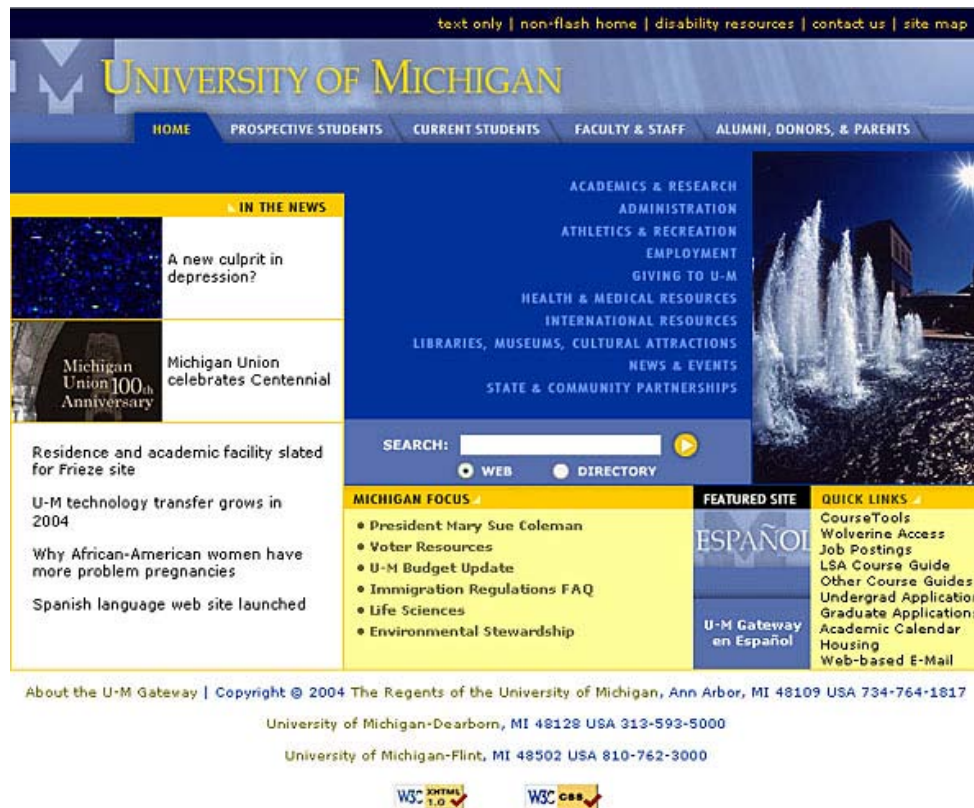 text only | non-flash home | disability resources | contact us | site map
UNIVERSITY OF MICHIGAN
HOME PROSPECTIVE STUDENTS CURRENT STUDENTS FACULTY & STAFF ALUMNI, DONORS, & PARENTS
IN THE NEWS
A new culprit in
depression?
Michigan
Union 100th
Anniversary
Michigan Union
celebrates Centennial
Residence and academic facility slated
for Frieze site
U-M technology transfer grows in
2004
Why African-American women have
more problem pregnancies
Spanish language web site launched
ACADEMICS & RESEARCH
ADMINISTRATION
ATHLETICS & RECREATION
EMPLOYMENT
GIVING TO U-M
HEALTH & MEDICAL RESOURCES
INTERNATIONAL RESOURCES
LIBRARIES, MUSEUMS, CULTURAL ATTRACTIONS
NEWS & EVENTS
STATE & COMMUNITY PARTNERSHIPS
SEARCH:
WEB DIRECTORY
MICHIGAN FOCUS
• President Mary Sue Coleman
• Voter Resources
• U-M Budget Update
• Immigration Regulations FAQ
• Life Sciences
• Environmental Stewardship
FEATURED SITE
ESPAÑOL
U-M Gateway
en Español
QUICK LINKS
CourseTools
Wolverine Access
Job Postings
LSA Course Guide
Other Course Guides
Undergrad Application
Graduate Applications
Academic Calendar
Housing
Web-based E-Mail
About the U-M Gateway | Copyright © 2004 The Regents of the University of Michigan, Ann Arbor, MI 48109 USA 734-764-1817
University of Michigan-Dearborn, MI 48128 USA 313-593-5000
University of Michigan-Flint, MI 48502 USA 810-762-3000
W3C XHTML 1.0 W3C CSS